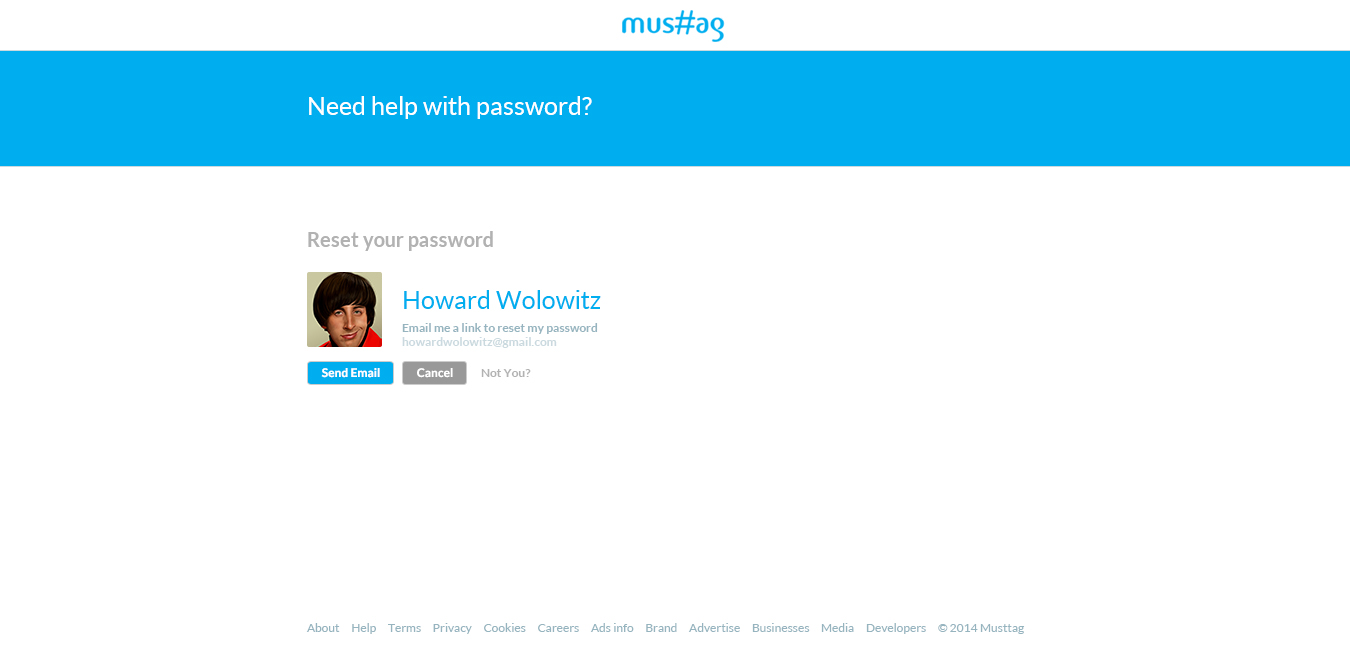 mus#ag
Need help with password?
Reset your password
Howard Wolowitz
Email me a link to reset my password
howardwolowitz@gmail.com
Send Email Cancel Not You?
About Help Terms Privacy Cookies Careers Ads info Brand Advertise Businesses Media Developers © 2014 Musttag